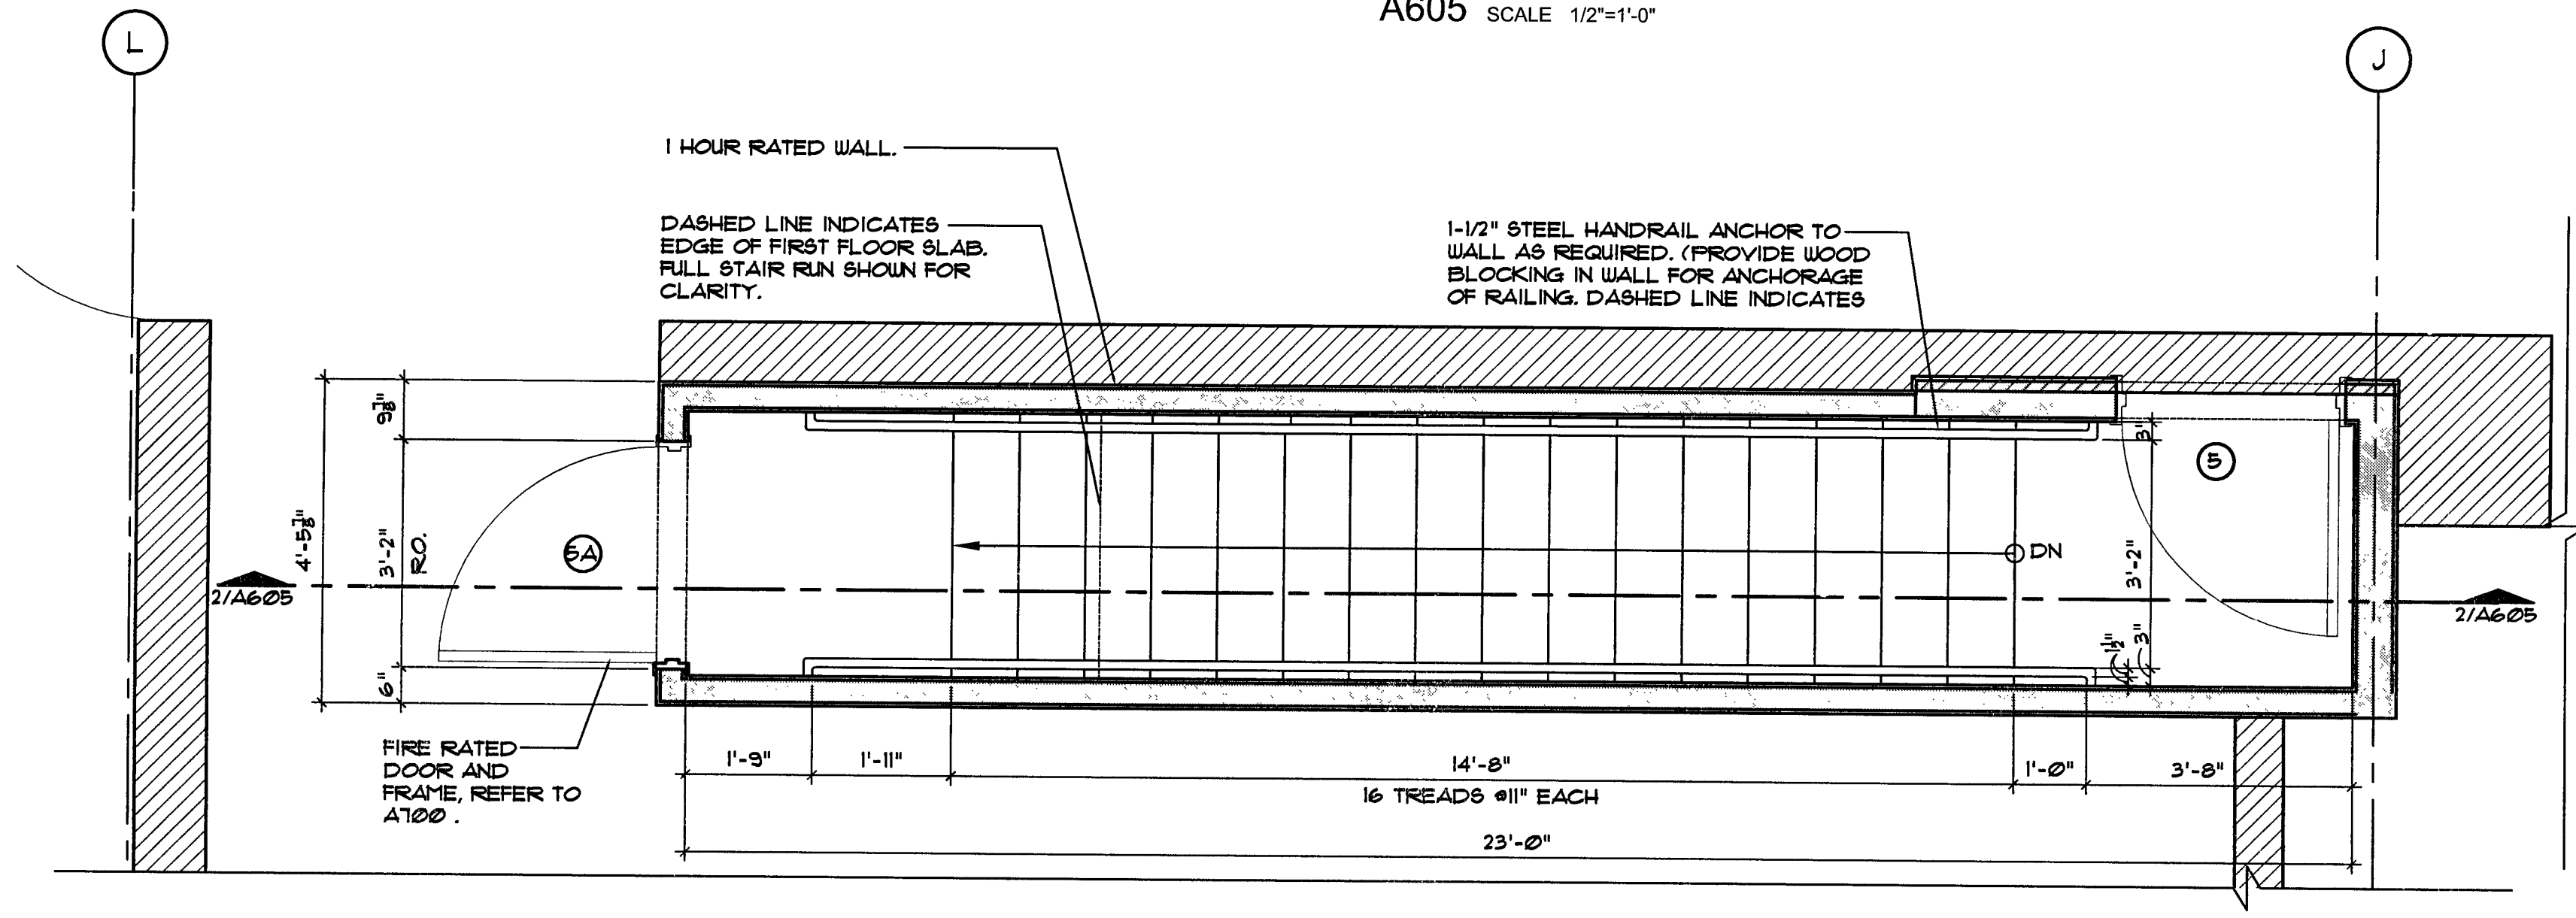 A605 SCALE 1/2"=1'-0"
L
J
1 HOUR RATED WALL.
DASHED LINE INDICATES
EDGE OF FIRST FLOOR SLAB.
FULL STAIR RUN SHOWN FOR
CLARITY.
1-1/2" STEEL HANDRAIL ANCHOR TO
WALL AS REQUIRED. (PROVIDE WOOD
BLOCKING IN WALL FOR ANCHORAGE
OF RAILING. DASHED LINE INDICATES
9 7/8"
4'-5 7/8"
3'-2"
R.O.
6"
5A
5
3"
3'-2"
1 1/2"
3"
DN
2/A605
2/A605
FIRE RATED
DOOR AND
FRAME, REFER TO
A700.
1'-9"
1'-11"
14'-8"
1'-0"
3'-8"
16 TREADS @11" EACH
23'-0"